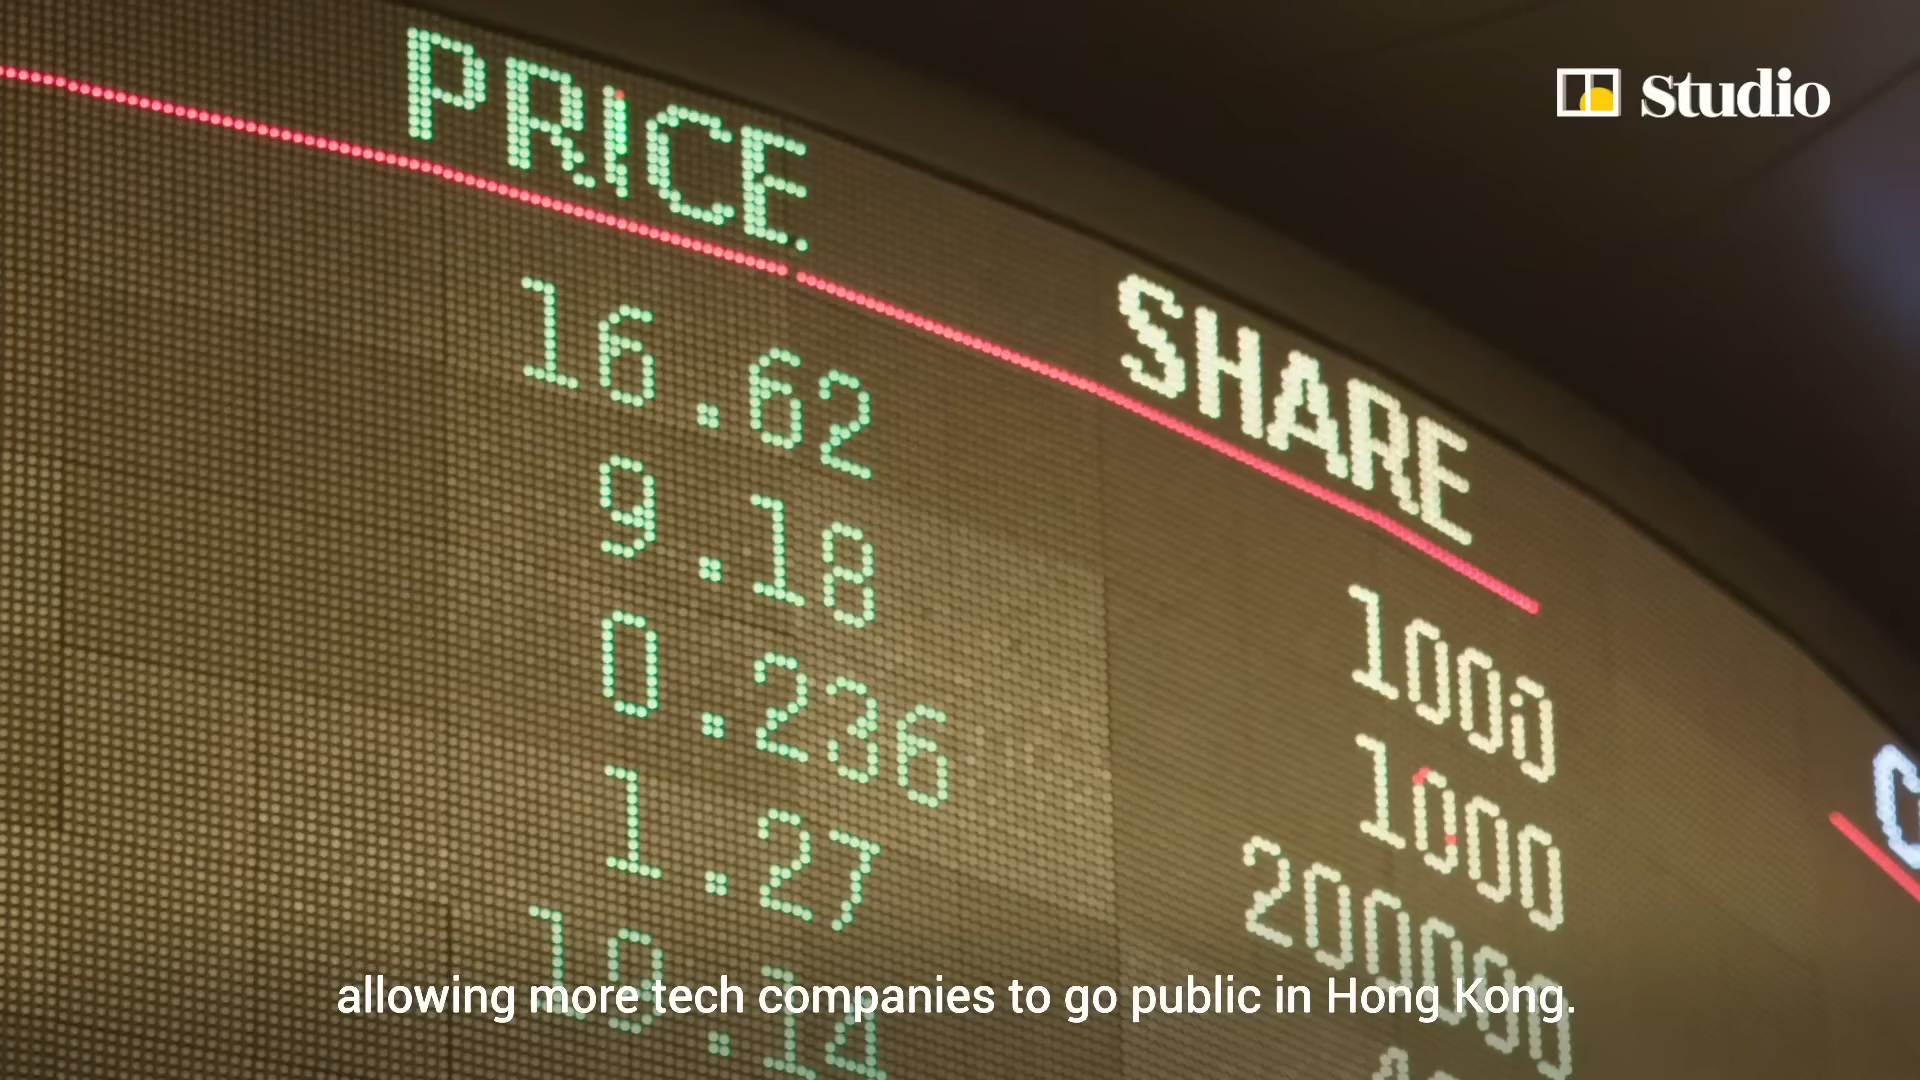 Studio
PRICE
SHARE
16.62
1000
9.18
1000
0.236
1.27
allowing more tech companies to go public in Hong Kong.